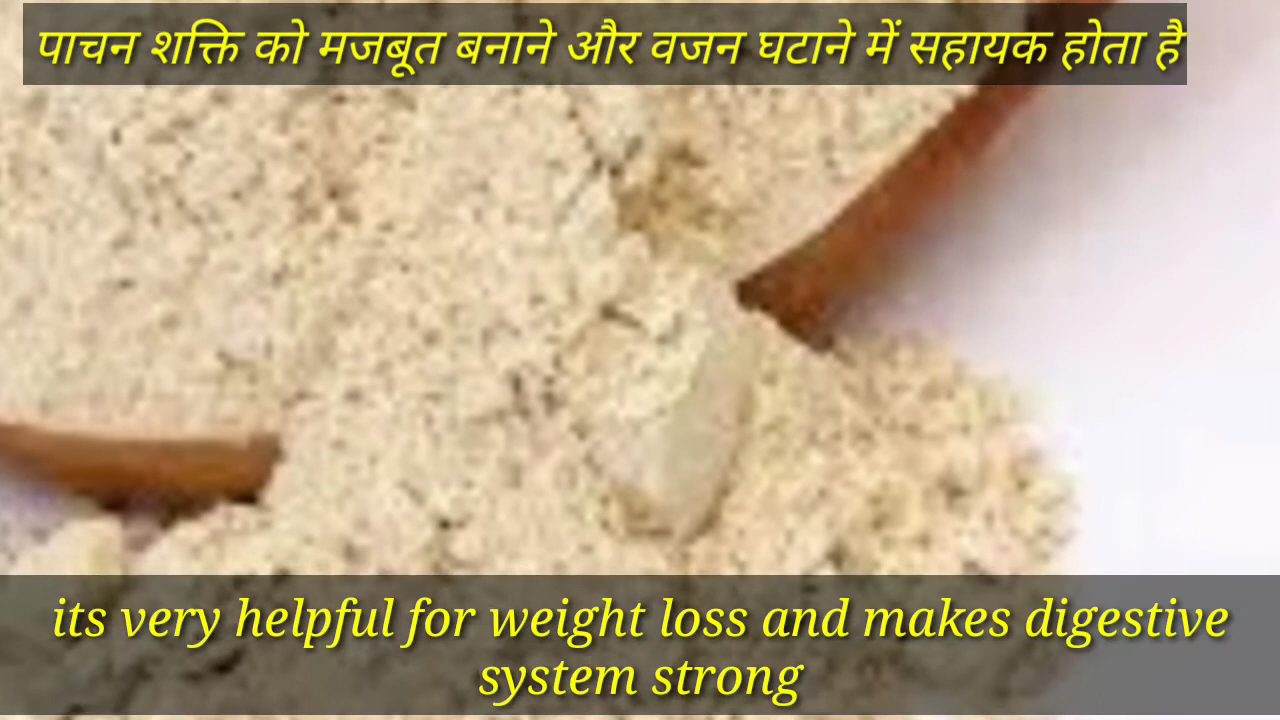 पाचन शक्ति को मजबूत बनाने और वजन घटाने में सहायक होता है
its very helpful for weight loss and makes digestive
system strong